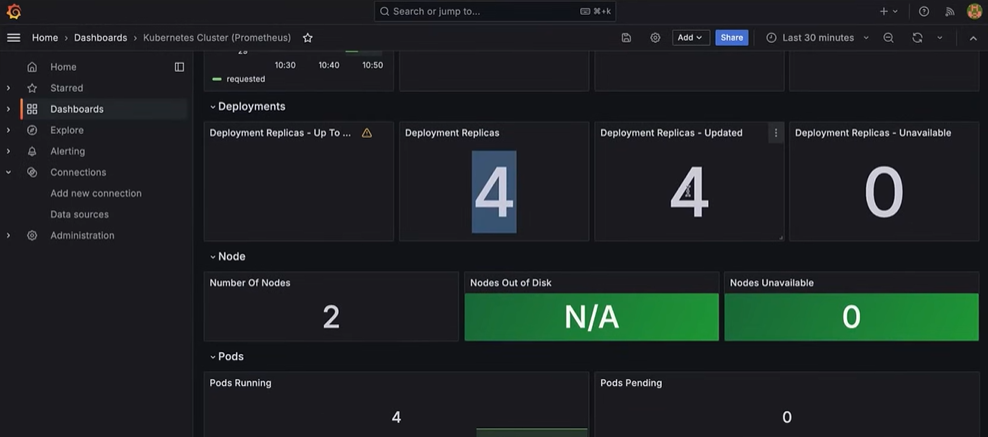 Search or jump to... ⌘+k
Home › Dashboards › Kubernetes Cluster (Prometheus) Add Share Last 30 minutes
Home
Starred
Dashboards
Explore
Alerting
Connections
Add new connection
Data sources
Administration
10:30 10:40 10:50
requested
Deployments
Deployment Replicas - Up To ...
Deployment Replicas
Deployment Replicas - Updated
Deployment Replicas - Unavailable
4
4
0
Node
Number Of Nodes
Nodes Out of Disk
Nodes Unavailable
2
N/A
0
Pods
Pods Running
Pods Pending
4
0